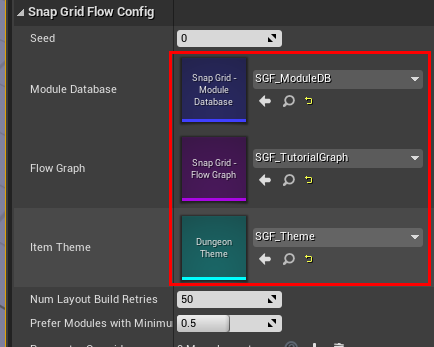 Snap Grid Flow Config
Seed
0
Module Database
Snap Grid -
Module
Database
SGF_ModuleDB
Flow Graph
Snap Grid -
Flow Graph
SGF_TutorialGraph
Item Theme
Dungeon
Theme
SGF_Theme
Num Layout Build Retries
50
Prefer Modules with Minimu
0.5